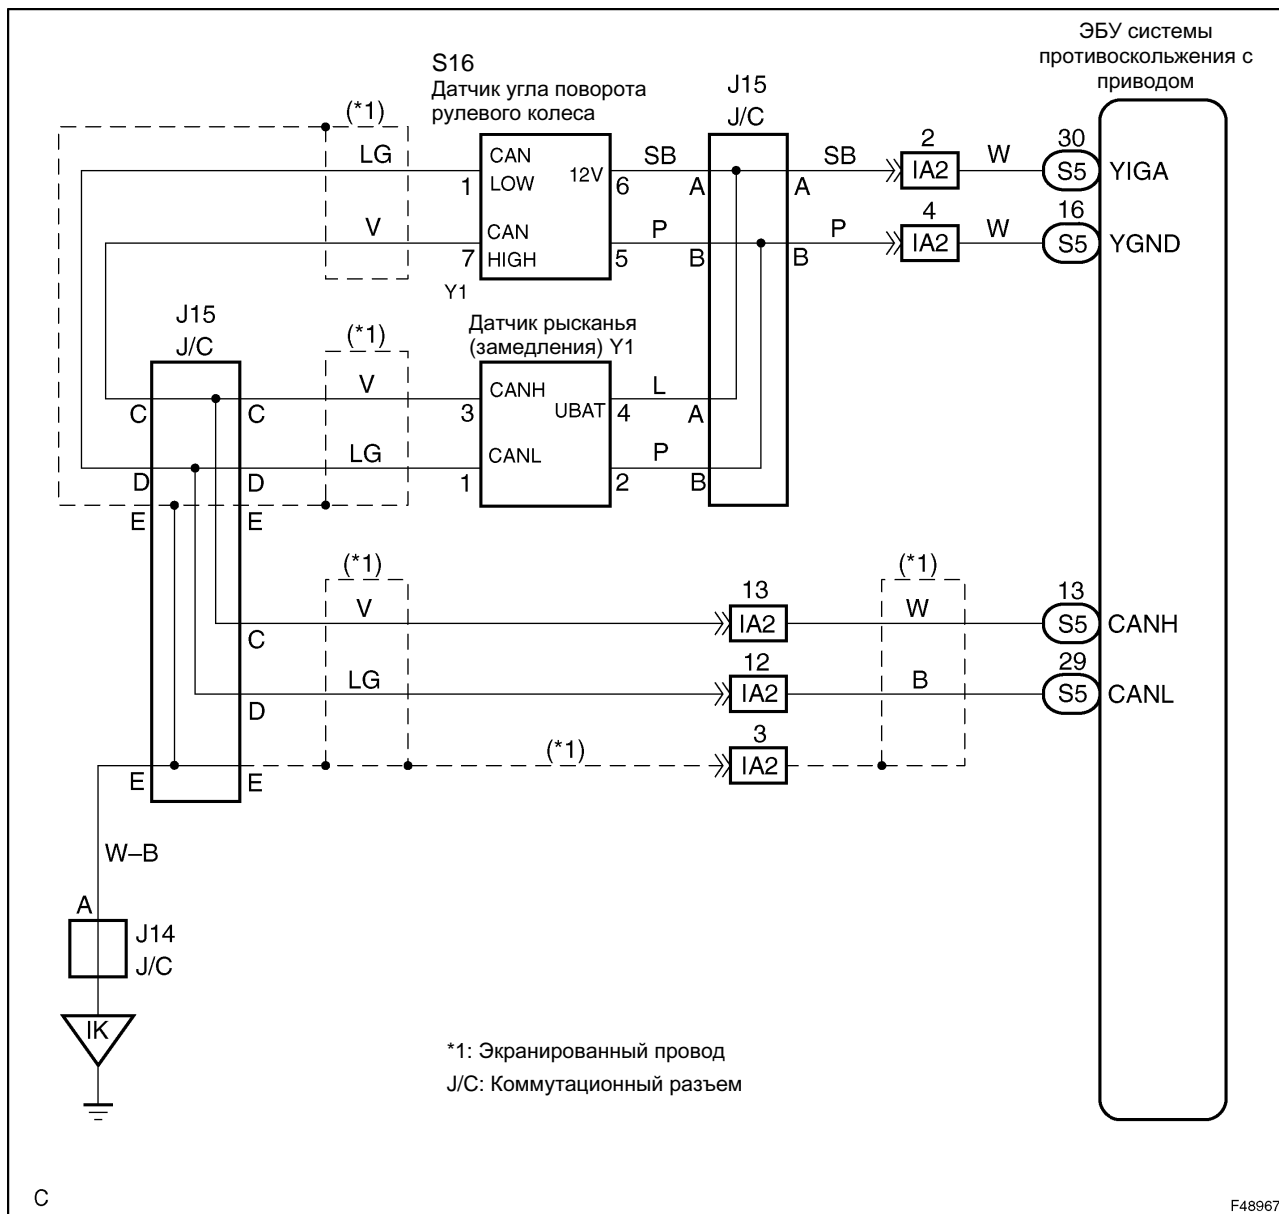 ЭБУ системы
противоскольжения с
приводом
S16
Датчик угла поворота
рулевого колеса
J15
J/C
(*1)
LG
CAN
LOW
1
12V
6
SB
A
A
SB
2
IA2
W
30
S5
YIGA
V
CAN
HIGH
7
5
P
B
B
P
4
IA2
W
16
S5
YGND
Y1
J15
J/C
(*1)
Датчик рысканья
(замедления) Y1
C
C
V
3
CANH
UBAT
4
L
A
D
D
LG
1
CANL
2
P
B
E
E
(*1)
V
C
13
IA2
(*1)
W
13
S5
CANH
LG
D
12
IA2
B
29
S5
CANL
E
E
(*1)
3
IA2
W–B
A
J14
J/C
IK
*1: Экранированный провод
J/C: Коммутационный разъем
C
F48967